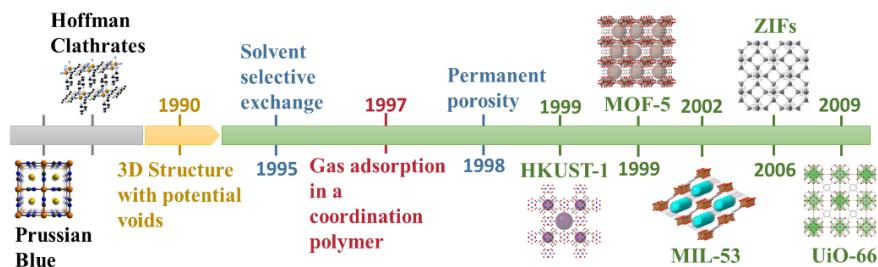 Hoffman
Clathrates
Prussian
Blue
1990
3D Structure
with potential
voids
Solvent
selective
exchange
1995
1997
Gas adsorption
in a
coordination
polymer
Permanent
porosity
1998
1999
HKUST-1
MOF-5
1999
2002
MIL-53
ZIFs
2006
2009
UiO-66